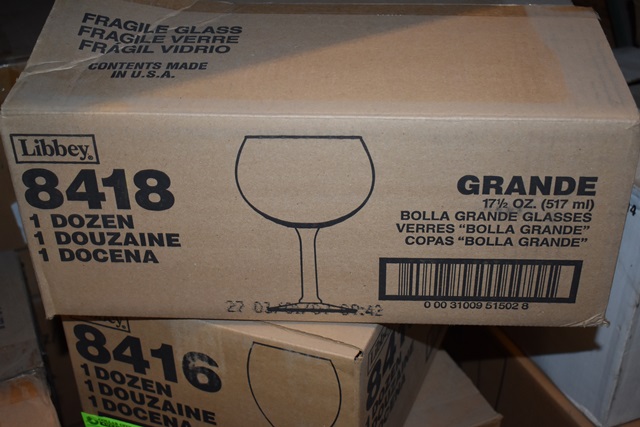 FRAGILE GLASS
FRAGILE VERRE
FRÁGIL VIDRIO
CONTENTS MADE
IN U.S.A.
Libbey®
8418
1 DOZEN
1 DOUZAINE
1 DOCENA
GRANDE
17½ OZ. (517 ml)
BOLLA GRANDE GLASSES
VERRES "BOLLA GRANDE"
COPAS "BOLLA GRANDE"
0 00 31009 51502 8
27 03
8416
1 DOZEN
1 DOUZAINE
1 DOCENA